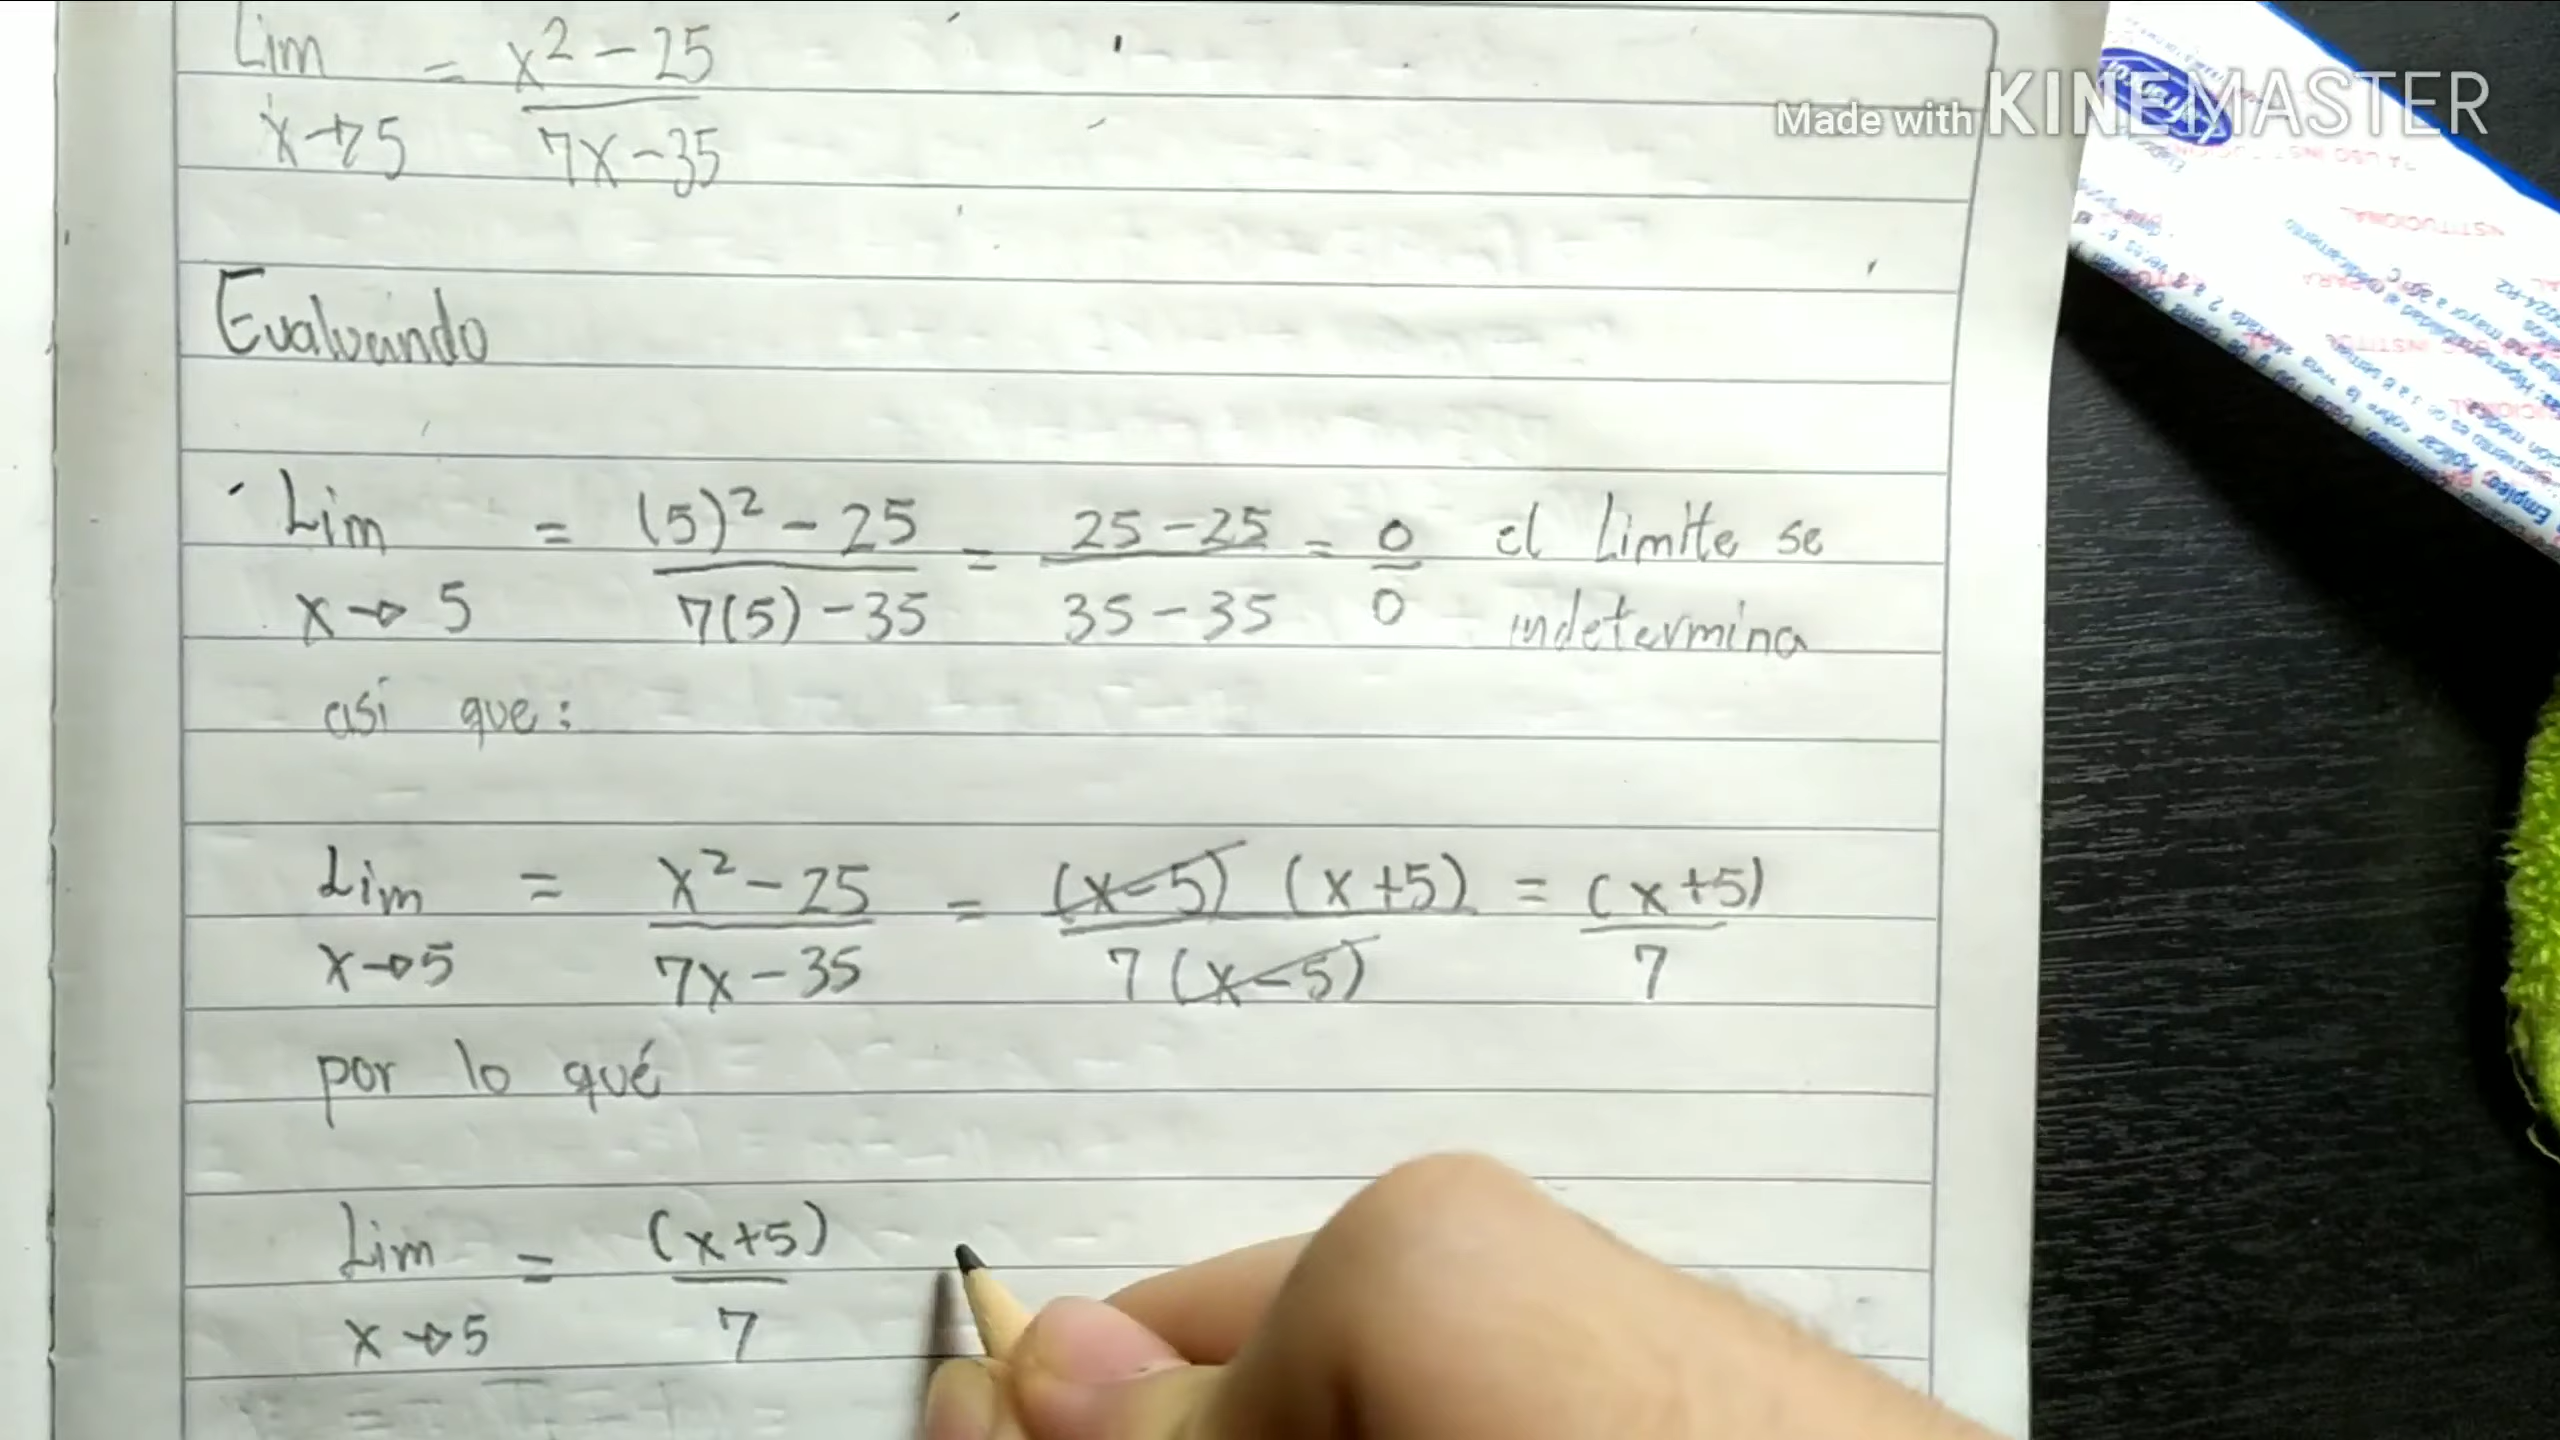 Lim = x² - 25
x→5 7x - 35
Made with KINEMASTER
Evaluando
Lim = (5)² - 25 = 25 - 25 = 0 el Limite se
x→5 7(5) - 35 35 - 35 0 indetermina
asi que:
Lim = x² - 25 = (x-5) (x+5) = (x+5)
x→5 7x - 35 7(x-5) 7
por lo qué
Lim = (x+5)
x→5 7